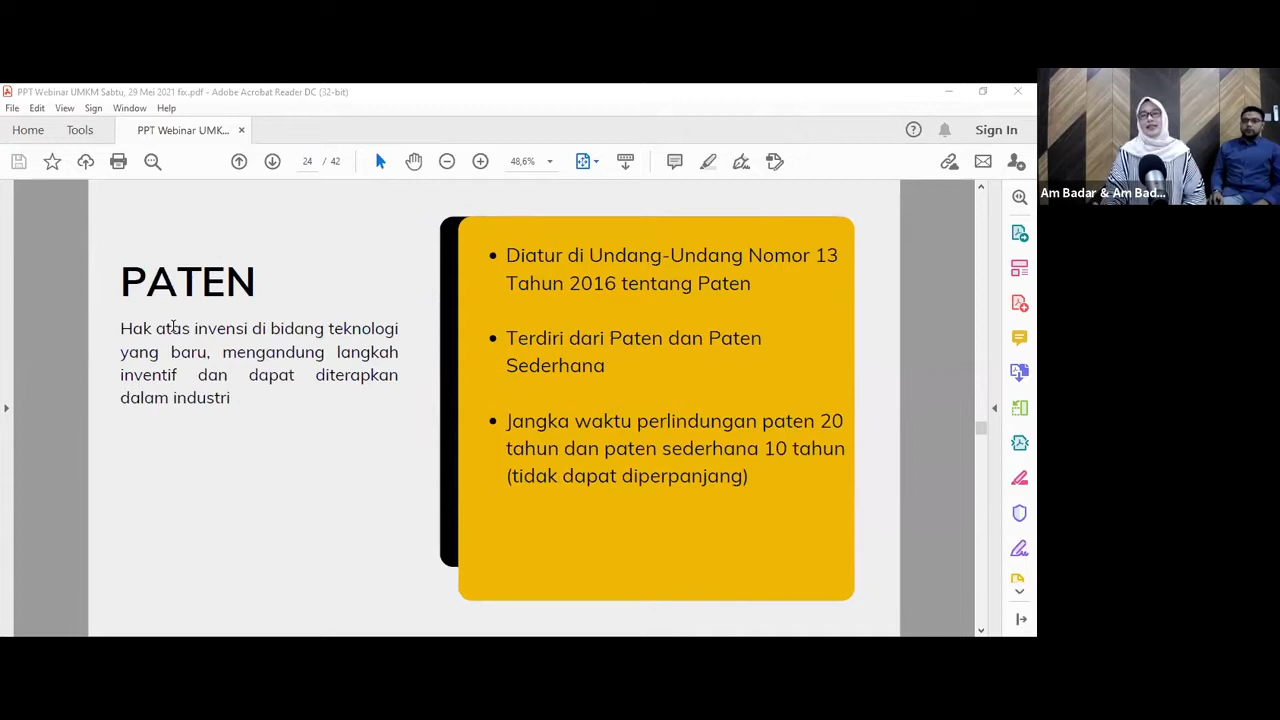 PPT Webinar UMKM Sabtu, 29 Mei 2021 fix.pdf - Adobe Acrobat Reader DC (32-bit)
File Edit View Sign Window Help
Home Tools PPT Webinar UMK... × Sign In
24 / 42 48,6%
PATEN
Hak atas invensi di bidang teknologi
yang baru, mengandung langkah
inventif dan dapat diterapkan
dalam industri
• Diatur di Undang-Undang Nomor 13
Tahun 2016 tentang Paten
• Terdiri dari Paten dan Paten
Sederhana
• Jangka waktu perlindungan paten 20
tahun dan paten sederhana 10 tahun
(tidak dapat diperpanjang)
Am Badar & Am Bad...